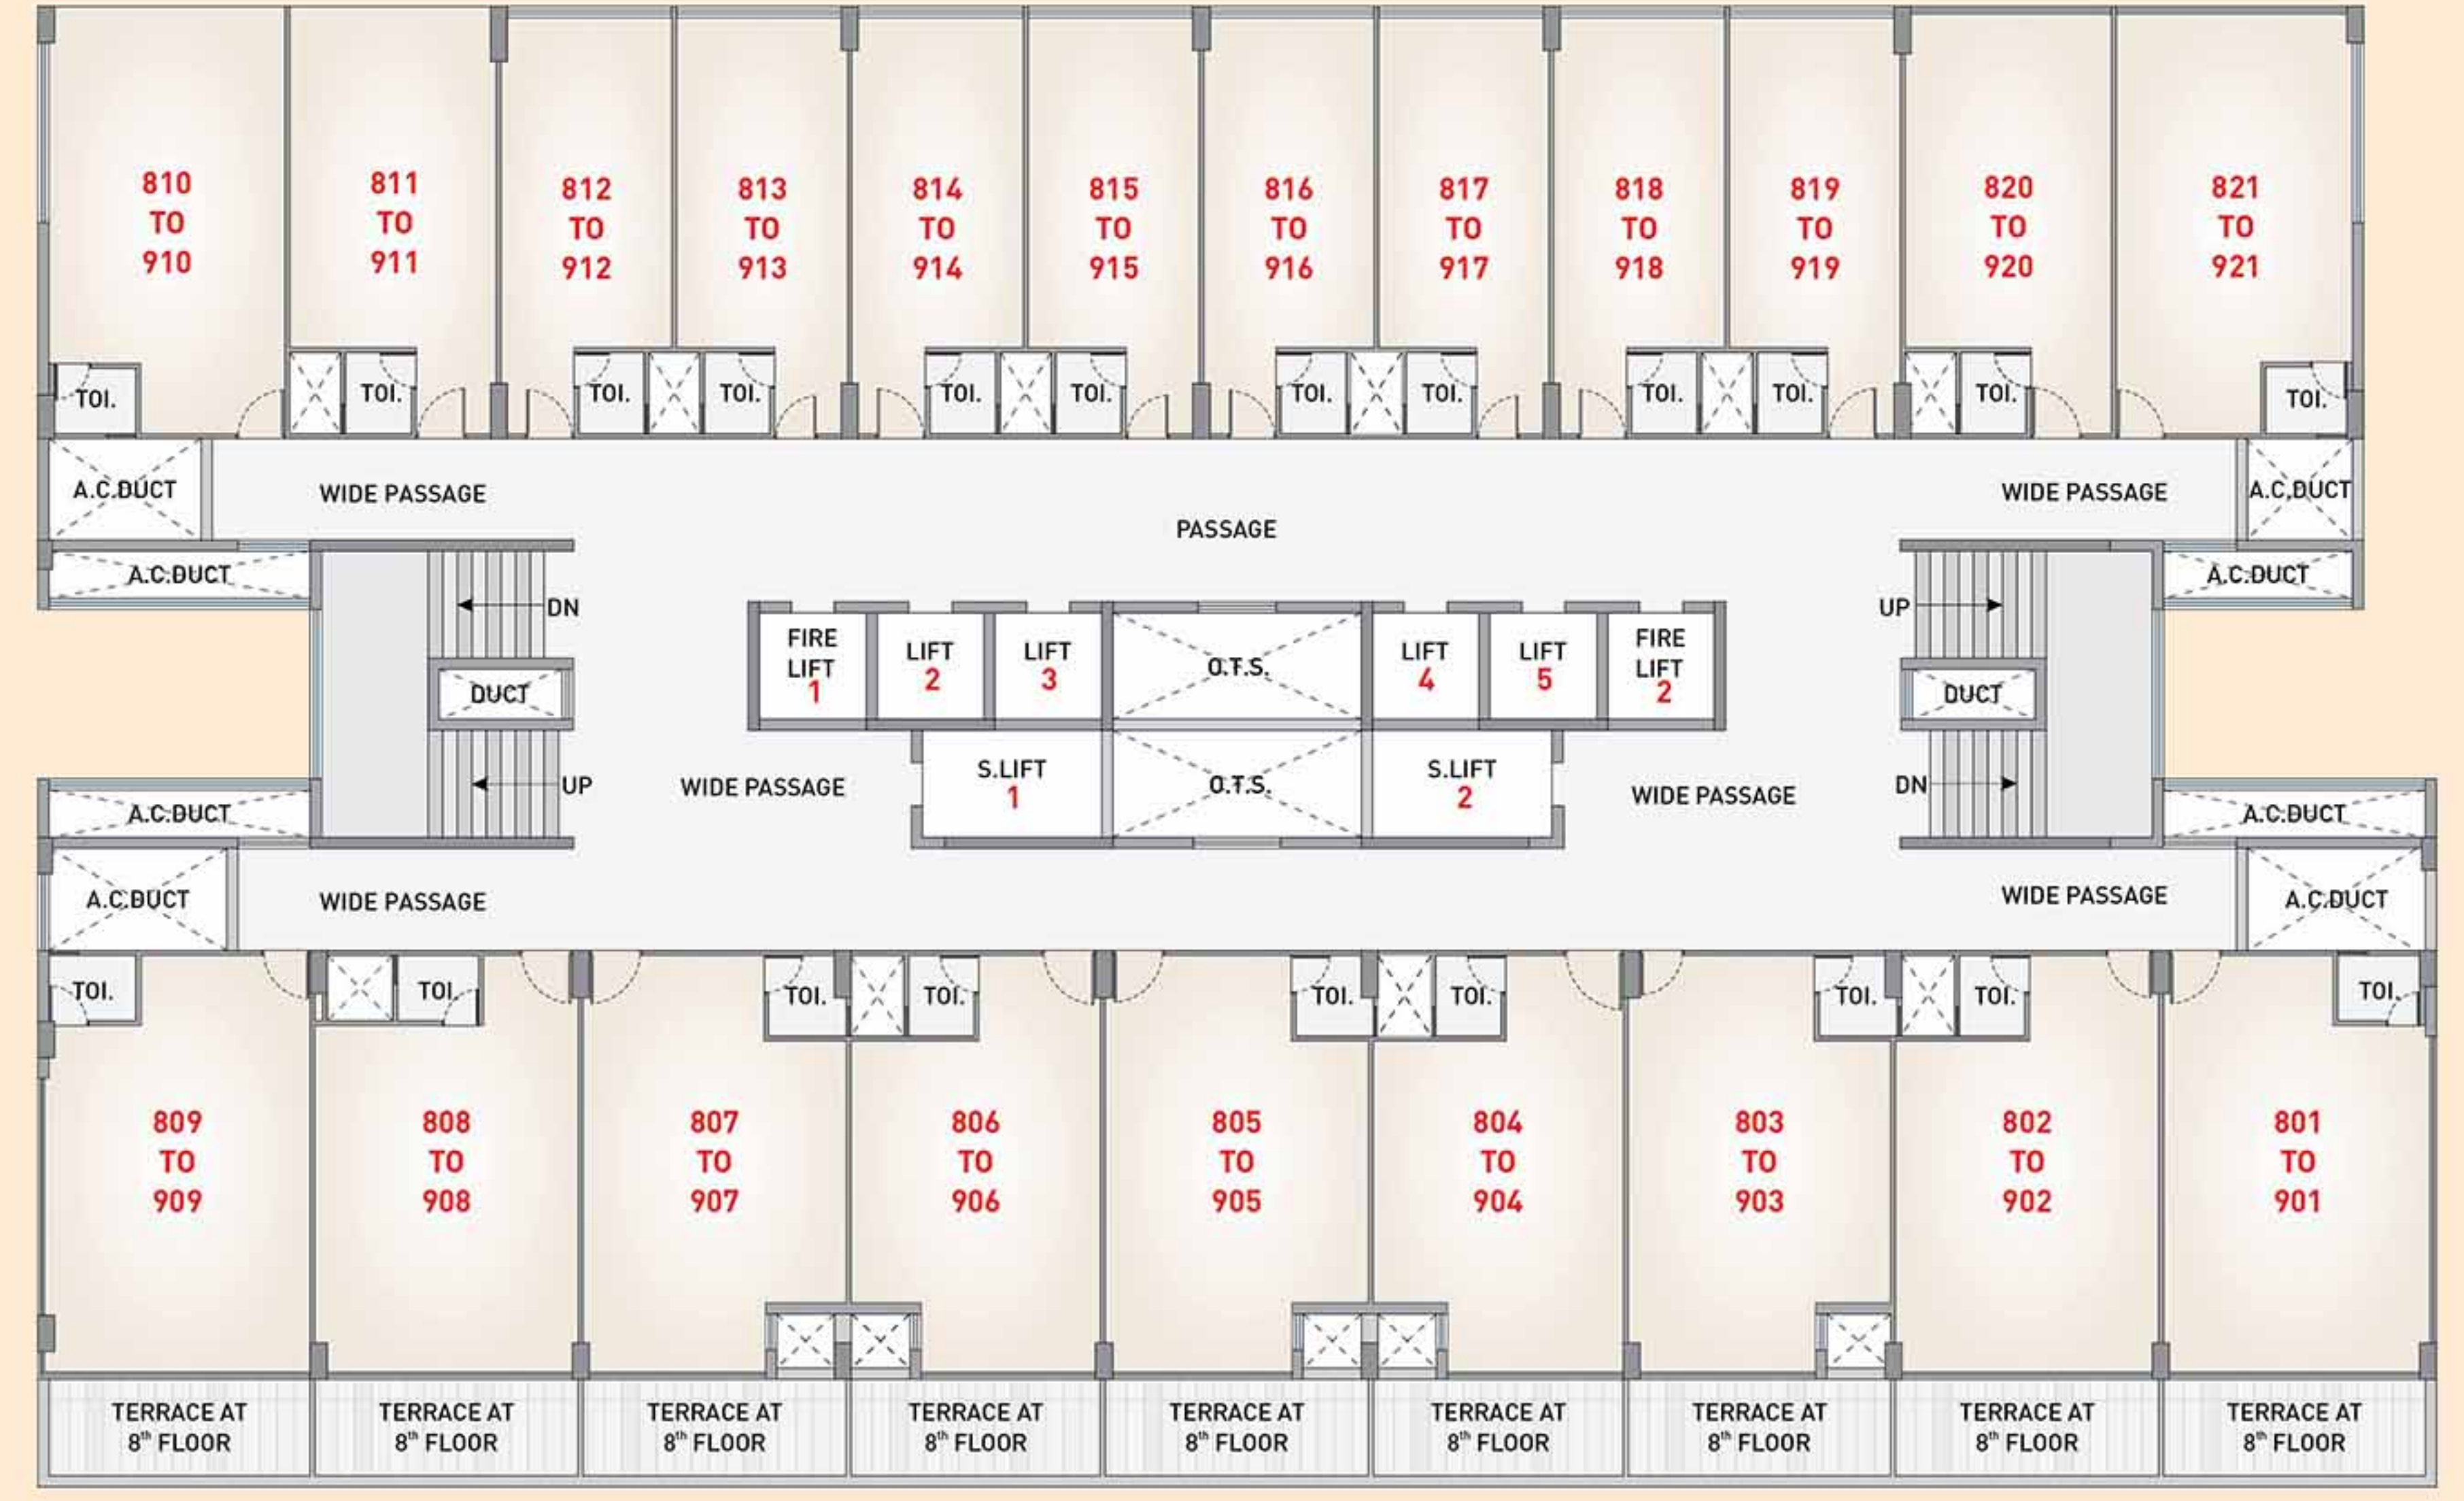 810
TO
910
811
TO
911
812
TO
912
813
TO
913
814
TO
914
815
TO
915
816
TO
916
817
TO
917
818
TO
918
819
TO
919
820
TO
920
821
TO
921
TOI.
TOI.
TOI.
TOI.
TOI.
TOI.
TOI.
TOI.
TOI.
TOI.
TOI.
TOI.
A.C.DUCT
WIDE PASSAGE
PASSAGE
WIDE PASSAGE
A.C.DUCT
A.C.DUCT
A.C.DUCT
DN
UP
FIRE
LIFT
1
LIFT
2
LIFT
3
O.T.S.
LIFT
4
LIFT
5
FIRE
LIFT
2
DUCT
DUCT
UP
WIDE PASSAGE
S.LIFT
1
O.T.S.
S.LIFT
2
WIDE PASSAGE
DN
A.C.DUCT
A.C.DUCT
A.C.DUCT
WIDE PASSAGE
WIDE PASSAGE
A.C.DUCT
TOI.
TOI.
TOI.
TOI.
TOI.
TOI.
TOI.
TOI.
TOI.
809
TO
909
808
TO
908
807
TO
907
806
TO
906
805
TO
905
804
TO
904
803
TO
903
802
TO
902
801
TO
901
TERRACE AT
8th FLOOR
TERRACE AT
8th FLOOR
TERRACE AT
8th FLOOR
TERRACE AT
8th FLOOR
TERRACE AT
8th FLOOR
TERRACE AT
8th FLOOR
TERRACE AT
8th FLOOR
TERRACE AT
8th FLOOR
TERRACE AT
8th FLOOR